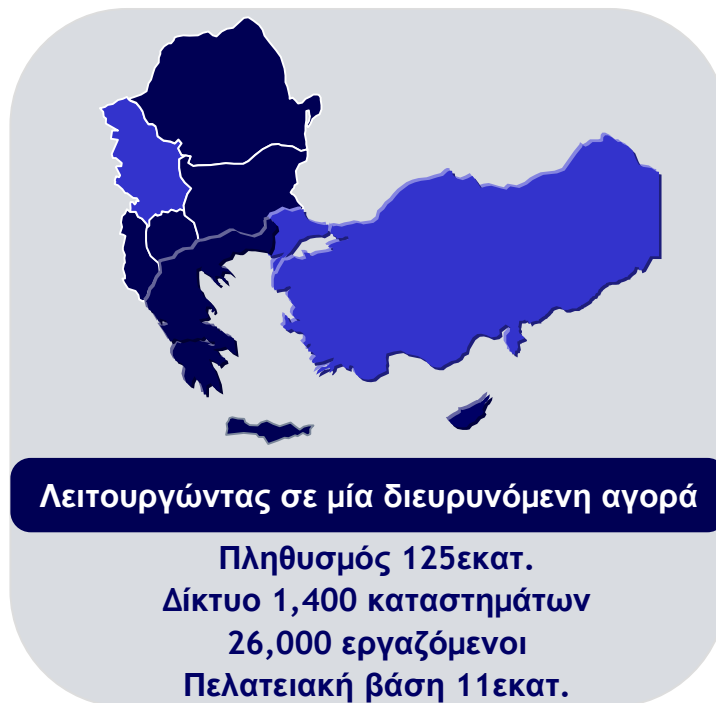 Λειτουργώντας σε μία διευρυνόμενη αγορά
Πληθυσμός 125εκατ.
Δίκτυο 1,400 καταστημάτων
26,000 εργαζόμενοι
Πελατειακή βάση 11εκατ.